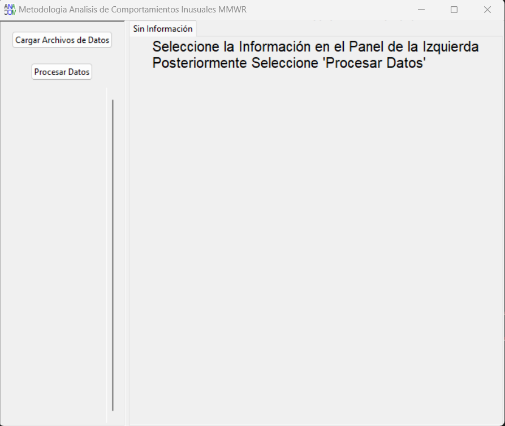 Metodologia Analisis de Comportamientos Inusuales MMWR
Cargar Archivos de Datos
Procesar Datos
Sin Información
Seleccione la Información en el Panel de la Izquierda
Posteriormente Seleccione 'Procesar Datos'